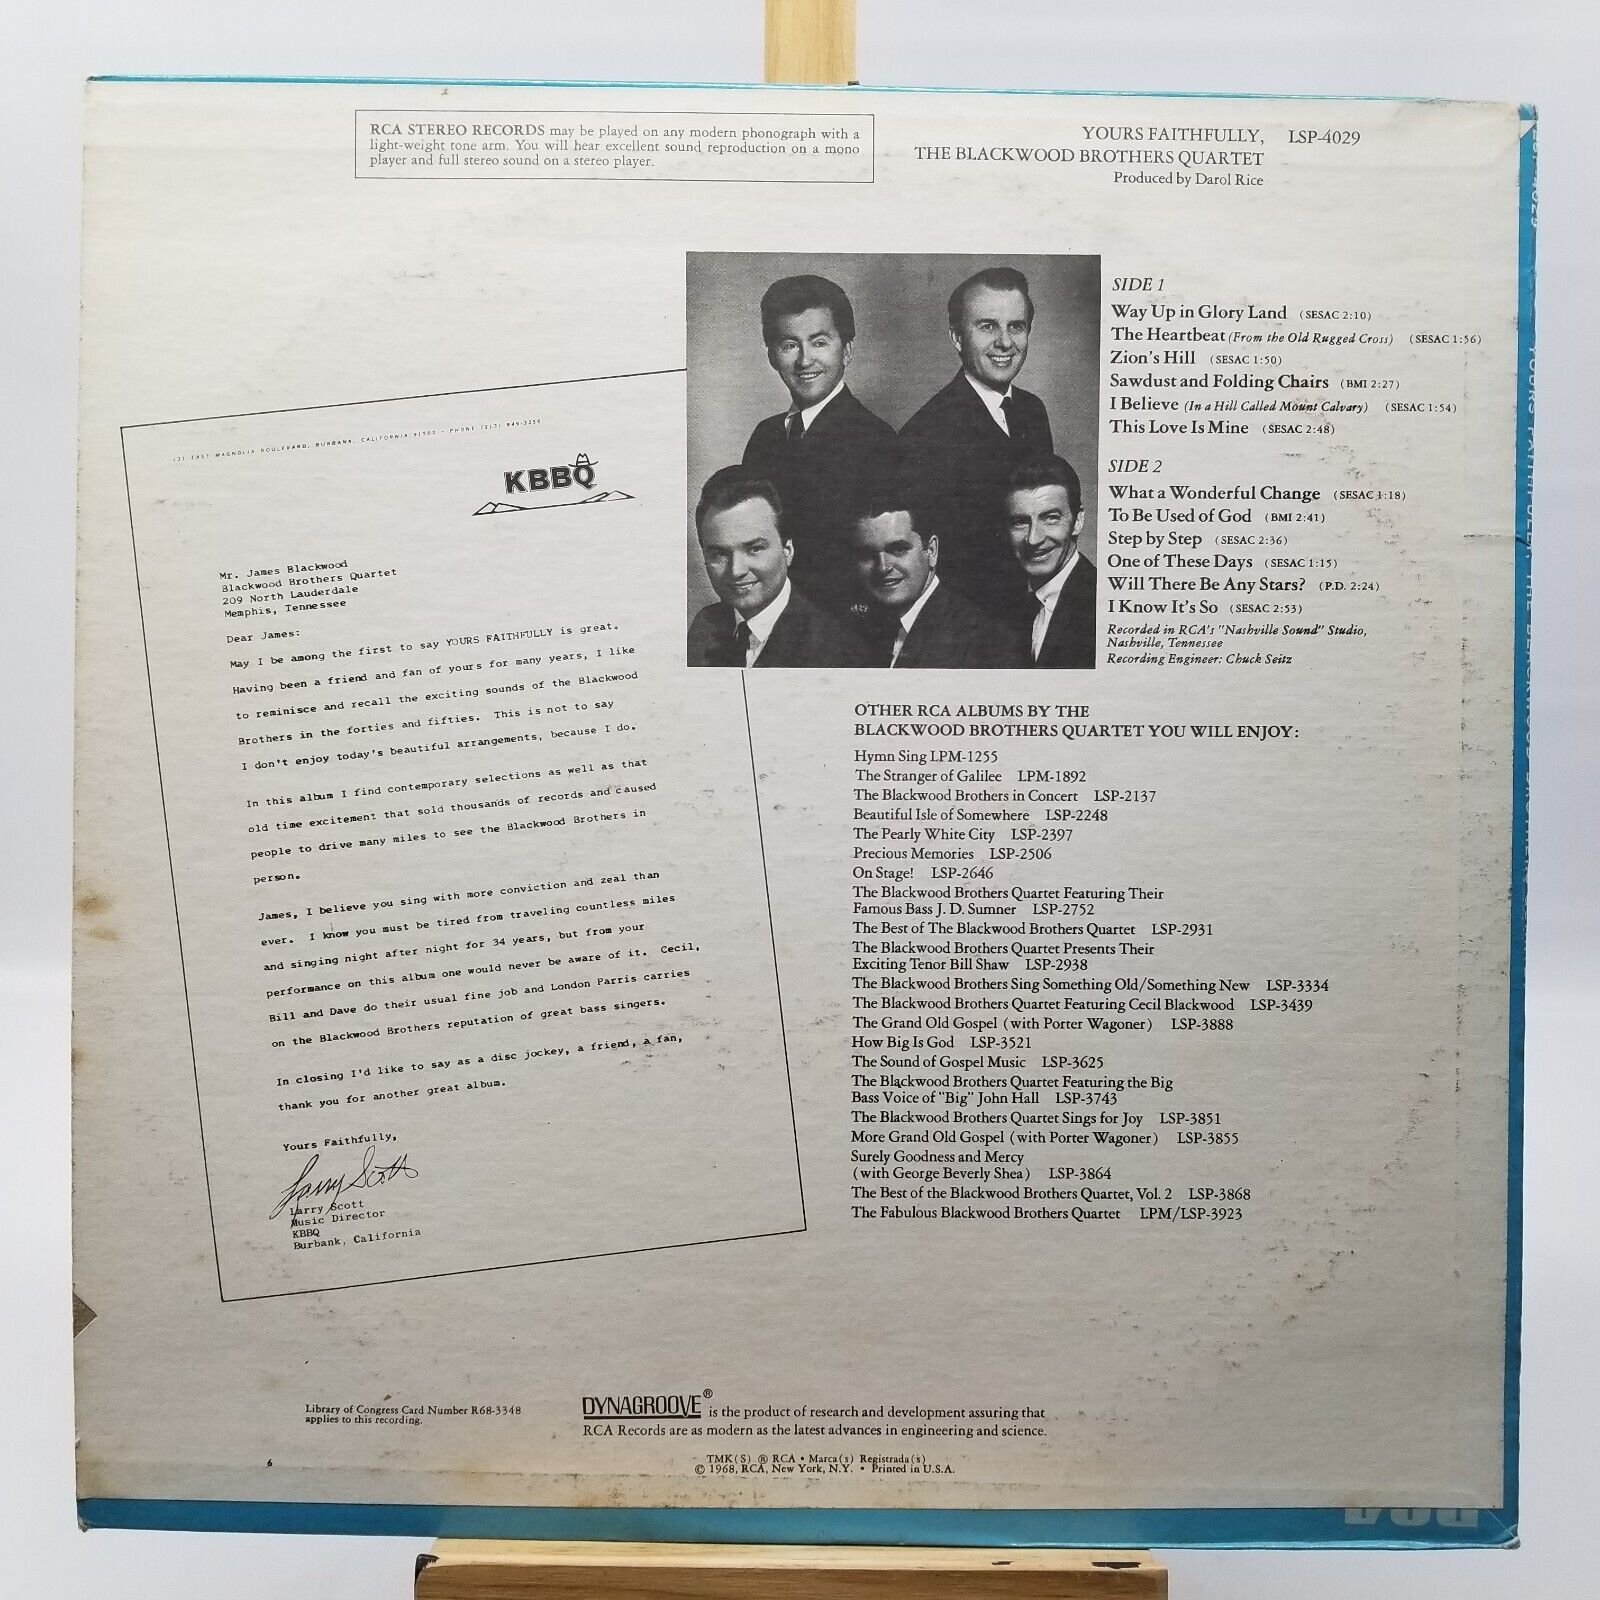 RCA STEREO RECORDS may be played on any modern phonograph with a
light-weight tone arm. You will hear excellent sound reproduction on a mono
player and full stereo sound on a stereo player.
YOURS FAITHFULLY, LSP-4029
THE BLACKWOOD BROTHERS QUARTET
Produced by Darol Rice
EAST MAGNOLIA BOULEVARD, BURBANK, CALIFORNIA 91502 • PHONE (213) 849-3356
KBBQ
Mr. James Blackwood
Blackwood Brothers Quartet
209 North Lauderdale
Memphis, Tennessee
Dear James:
May I be among the first to say YOURS FAITHFULLY is great.
Having been a friend and fan of yours for many years, I like
to reminisce and recall the exciting sounds of the Blackwood
Brothers in the forties and fifties. This is not to say
I don't enjoy today's beautiful arrangements, because I do.
In this album I find contemporary selections as well as that
old time excitement that sold thousands of records and caused
people to drive many miles to see the Blackwood Brothers in
person.
James, I believe you sing with more conviction and zeal than
ever. I know you must be tired from traveling countless miles
and singing night after night for 34 years, but from your
performance on this album one would never be aware of it. Cecil,
Bill and Dave do their usual fine job and London Parris carries
on the Blackwood Brothers reputation of great bass singers.
In closing I'd like to say as a disc jockey, a friend, a fan,
thank you for another great album.
Yours Faithfully,
Larry Scott
Larry Scott
Music Director
KBBQ
Burbank, California
SIDE 1
Way Up in Glory Land (SESAC 2:10)
The Heartbeat (From the Old Rugged Cross) (SESAC 1:56)
Zion's Hill (SESAC 1:50)
Sawdust and Folding Chairs (BMI 2:27)
I Believe (In a Hill Called Mount Calvary) (SESAC 1:54)
This Love Is Mine (SESAC 2:48)
SIDE 2
What a Wonderful Change (SESAC 1:18)
To Be Used of God (BMI 2:41)
Step by Step (SESAC 2:36)
One of These Days (SESAC 1:15)
Will There Be Any Stars? (P.D. 2:24)
I Know It's So (SESAC 2:53)
Recorded in RCA's "Nashville Sound" Studio,
Nashville, Tennessee
Recording Engineer: Chuck Seitz
OTHER RCA ALBUMS BY THE
BLACKWOOD BROTHERS QUARTET YOU WILL ENJOY:
Hymn Sing LPM-1255
The Stranger of Galilee LPM-1892
The Blackwood Brothers in Concert LSP-2137
Beautiful Isle of Somewhere LSP-2248
The Pearly White City LSP-2397
Precious Memories LSP-2506
On Stage! LSP-2646
The Blackwood Brothers Quartet Featuring Their
Famous Bass J. D. Sumner LSP-2752
The Best of The Blackwood Brothers Quartet LSP-2931
The Blackwood Brothers Quartet Presents Their
Exciting Tenor Bill Shaw LSP-2938
The Blackwood Brothers Sing Something Old/Something New LSP-3334
The Blackwood Brothers Quartet Featuring Cecil Blackwood LSP-3439
The Grand Old Gospel (with Porter Wagoner) LSP-3888
How Big Is God LSP-3521
The Sound of Gospel Music LSP-3625
The Blackwood Brothers Quartet Featuring the Big
Bass Voice of "Big" John Hall LSP-3743
The Blackwood Brothers Quartet Sings for Joy LSP-3851
More Grand Old Gospel (with Porter Wagoner) LSP-3855
Surely Goodness and Mercy
(with George Beverly Shea) LSP-3864
The Best of the Blackwood Brothers Quartet, Vol. 2 LSP-3868
The Fabulous Blackwood Brothers Quartet LPM/LSP-3923
Library of Congress Card Number R68-3348
applies to this recording.
DYNAGROOVE® is the product of research and development assuring that
RCA Records are as modern as the latest advances in engineering and science.
TMK(S) ® RCA • Marca(s) Registrada(s)
© 1968, RCA, New York, N.Y. • Printed in U.S.A.
6
RCA